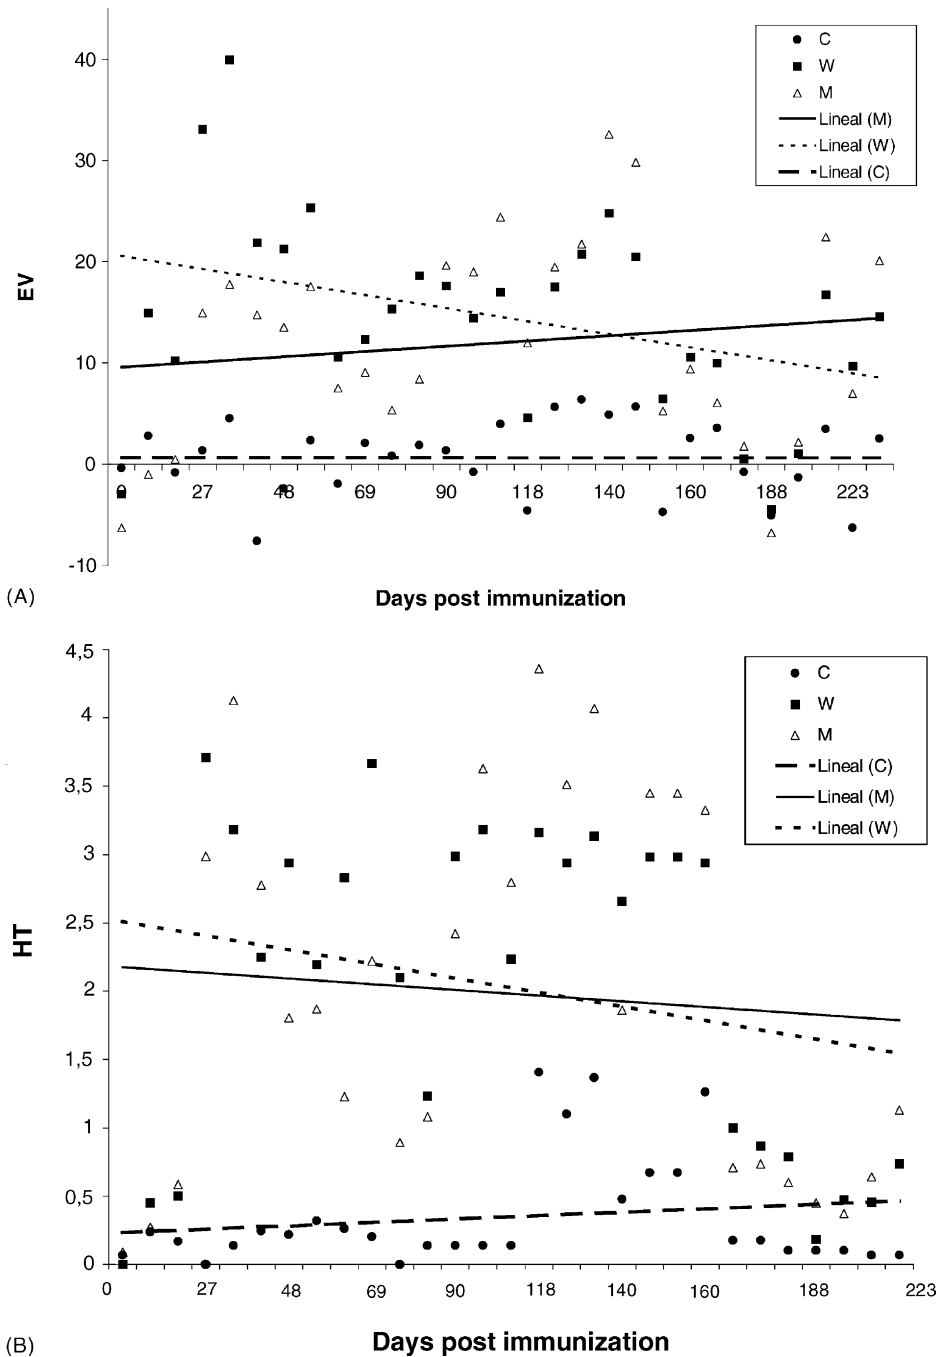 40
30
20
10
0
-10
EV
C
W
M
Lineal (M)
Lineal (W)
Lineal (C)
0 27 48 69 90 118 140 160 188 223
Days post immunization
(A)
4,5
4
3,5
3
2,5
2
1,5
1
0,5
0
HT
C
W
M
Lineal (C)
Lineal (M)
Lineal (W)
0 27 48 69 90 118 140 160 188 223
Days post immunization
(B)